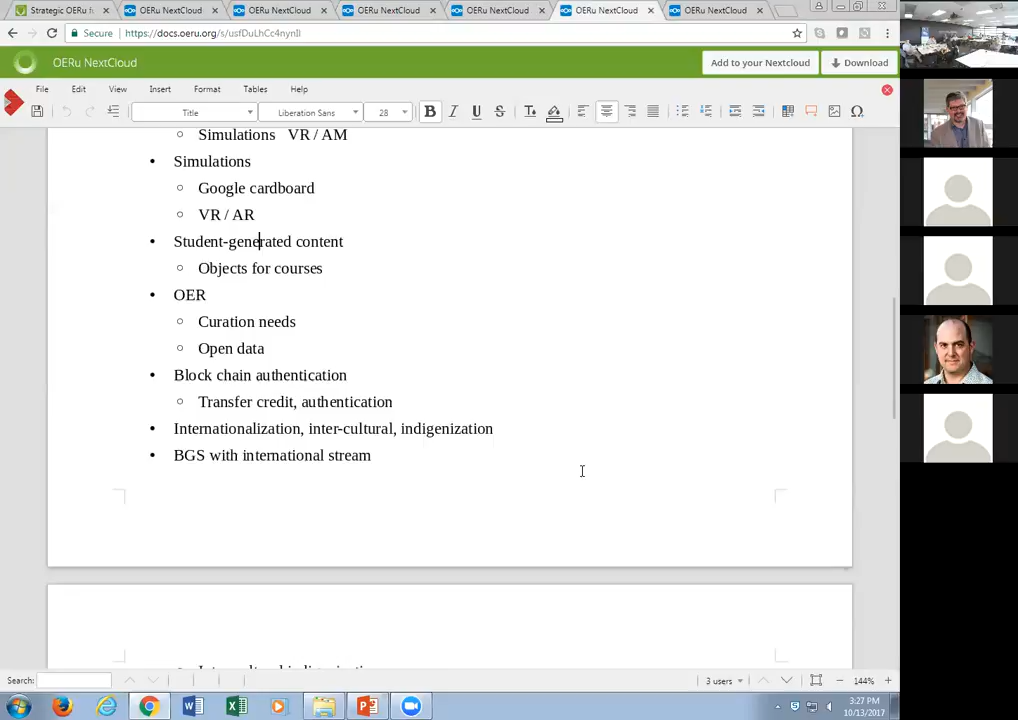 Strategic OERu fu
OERu NextCloud
OERu NextCloud
OERu NextCloud
OERu NextCloud
OERu NextCloud
OERu NextCloud
Secure
https://docs.oeru.org/s/usfDuLhCc4nynII
OERu NextCloud
Add to your Nextcloud
Download
File Edit View Insert Format Tables Help
Title
Liberation Sans
28
Simulations VR / AM
Simulations
Google cardboard
VR / AR
Student-generated content
Objects for courses
OER
Curation needs
Open data
Block chain authentication
Transfer credit, authentication
Internationalization, inter-cultural, indigenization
BGS with international stream
Search:
3 users
144%
3:27 PM
10/13/2017